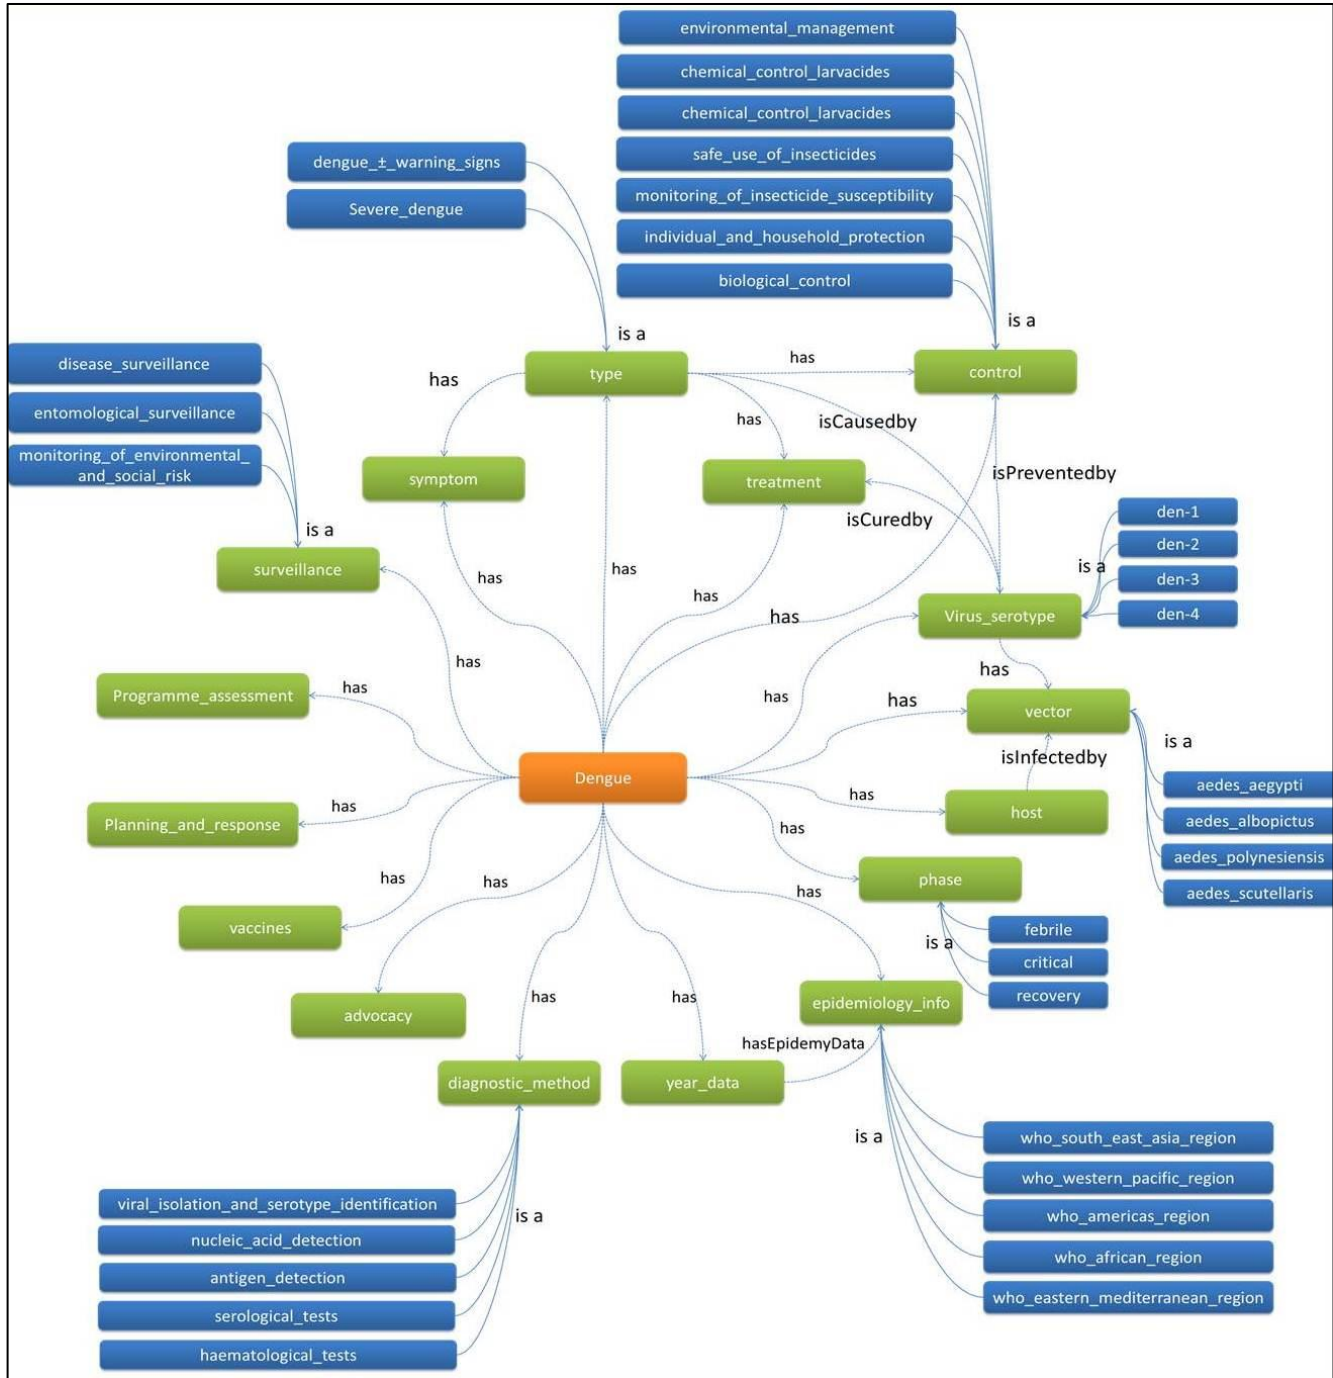 environmental_management
chemical_control_larvacides
chemical_control_larvacides
safe_use_of_insecticides
monitoring_of_insecticide_susceptibility
individual_and_household_protection
biological_control
dengue_±_warning_signs
Severe_dengue
is a
is a
disease_surveillance
entomological_surveillance
monitoring_of_environmental_
and_social_risk
is a
surveillance
has
type
has
control
has
isCausedby
symptom
treatment
isPreventedby
isCuredby
den-1
den-2
is a
den-3
den-4
has
has
has
has
Virus_serotype
has
Programme_assessment
has
has
has
has
vector
is a
isInfectedby
aedes_aegypti
aedes_albopictus
aedes_polynesiensis
aedes_scutellaris
Dengue
has
host
Planning_and_response
has
has
phase
has
has
has
vaccines
febrile
is a
critical
recovery
advocacy
has
has
epidemiology_info
hasEpidemyData
diagnostic_method
year_data
is a
who_south_east_asia_region
who_western_pacific_region
who_americas_region
who_african_region
who_eastern_mediterranean_region
viral_isolation_and_serotype_identification
is a
nucleic_acid_detection
antigen_detection
serological_tests
haematological_tests